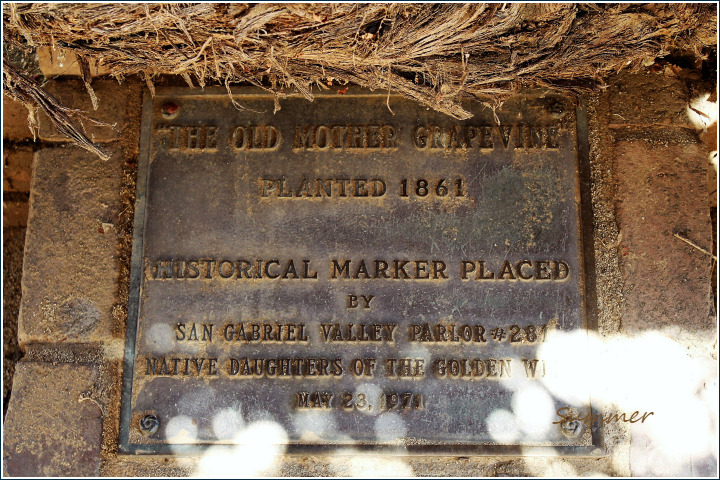 "THE OLD MOTHER GRAPEVINE"
PLANTED 1861
HISTORICAL MARKER PLACED
BY
SAN GABRIEL VALLEY PARLOR #281
NATIVE DAUGHTERS OF THE GOLDEN
MAY 23, 1971